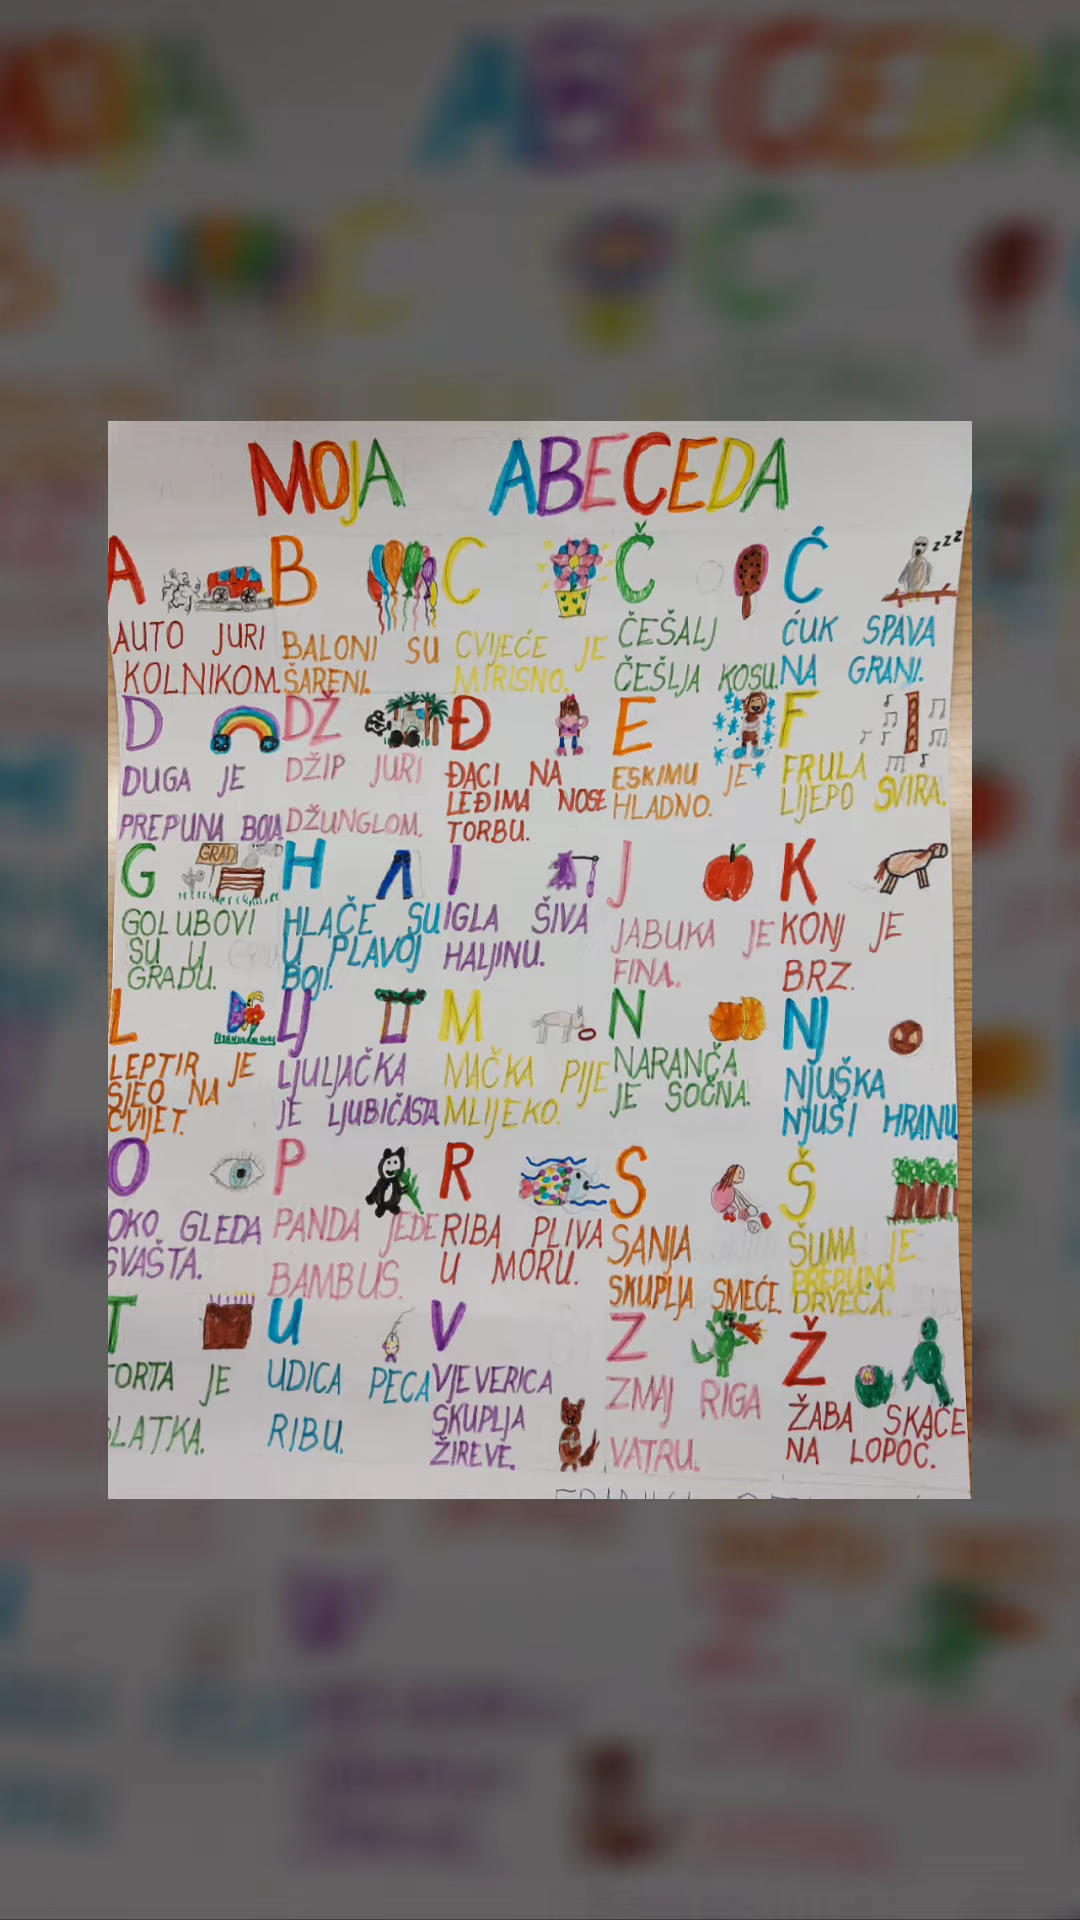 MOJA ABECEDA
A
AUTO JURI
KOLNIKOM.
B
BALONI SU
ŠARENI.
C
CVIJEĆE JE
MIRISNO.
Č
ČEŠALJ
ČEŠLJA KOSU.
Ć
zzz
ĆUK SPAVA
NA GRANI.
D
DUGA JE
PREPUNA BOJA
DŽ
DŽIP JURI
DŽUNGLOM.
Đ
ĐACI NA
LEĐIMA NOSE
TORBU.
E
ESKIMU JE
HLADNO.
F
FRULA
LIJEPO SVIRA.
G
GRAD
GOLUBOVI
SU U
GRADU.
H
HLAČE SU
U PLAVOJ
BOJI.
I
IGLA ŠIVA
HALJINU.
J
JABUKA JE
FINA.
K
KONJ JE
BRZ.
L
LEPTIR JE
SJEO NA
CVIJET.
LJ
LJULJAČKA
JE LJUBIČASTA
M
MAČKA PIJE
MLIJEKO.
N
NARANČA
JE SOČNA.
NJ
NJUŠKA
NJUŠI HRANU
O
OKO GLEDA
SVAŠTA.
P
PANDA JEDE
BAMBUS.
R
RIBA PLIVA
U MORU.
S
SANJA
SKUPLJA SMEĆE.
Š
ŠUMA JE
PREPUNA
DRVEĆA.
T
TORTA JE
SLATKA.
U
UDICA PECA
RIBU.
V
VJEVERICA
SKUPLJA
ŽIREVE.
Z
ZMAJ RIGA
VATRU.
Ž
ŽABA SKAČE
NA LOPOČ.